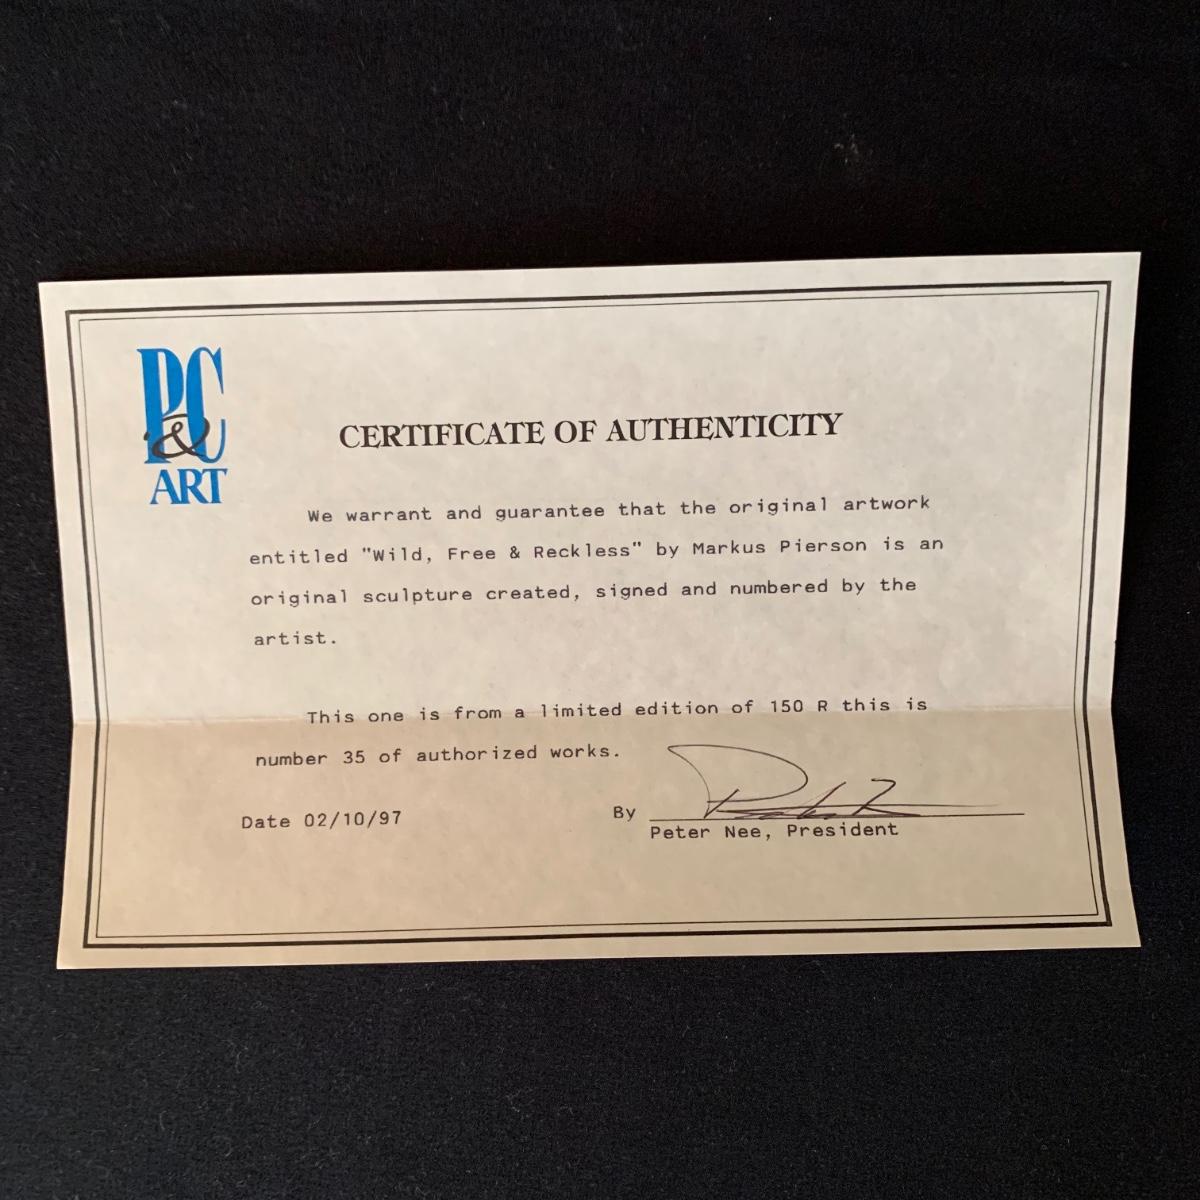 P&C
ART
CERTIFICATE OF AUTHENTICITY
We warrant and guarantee that the original artwork
entitled "Wild, Free & Reckless" by Markus Pierson is an
original sculpture created, signed and numbered by the
artist.
This one is from a limited edition of 150 R this is
number 35 of authorized works.
Date 02/10/97
By
Peter Nee, President